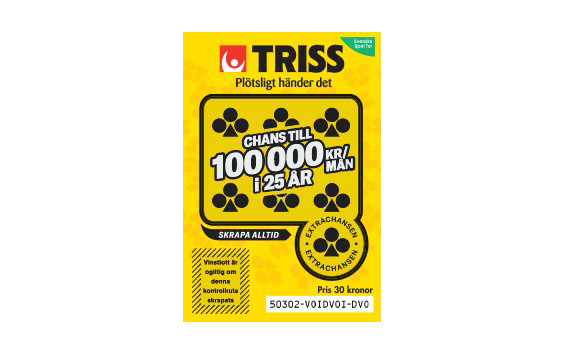 Svenska
Spel Tur
TRISS
Plötsligt händer det
CHANS TILL
100 000 KR/
MÅN
i 25 ÅR
SKRAPA ALLTID
EXTRACHANSEN
EXTRACHANSEN
Vinstlott är
ogiltig om
denna
kontrollruta
skrapats
Pris 30 kronor
50302-VOIDVOI-DVO